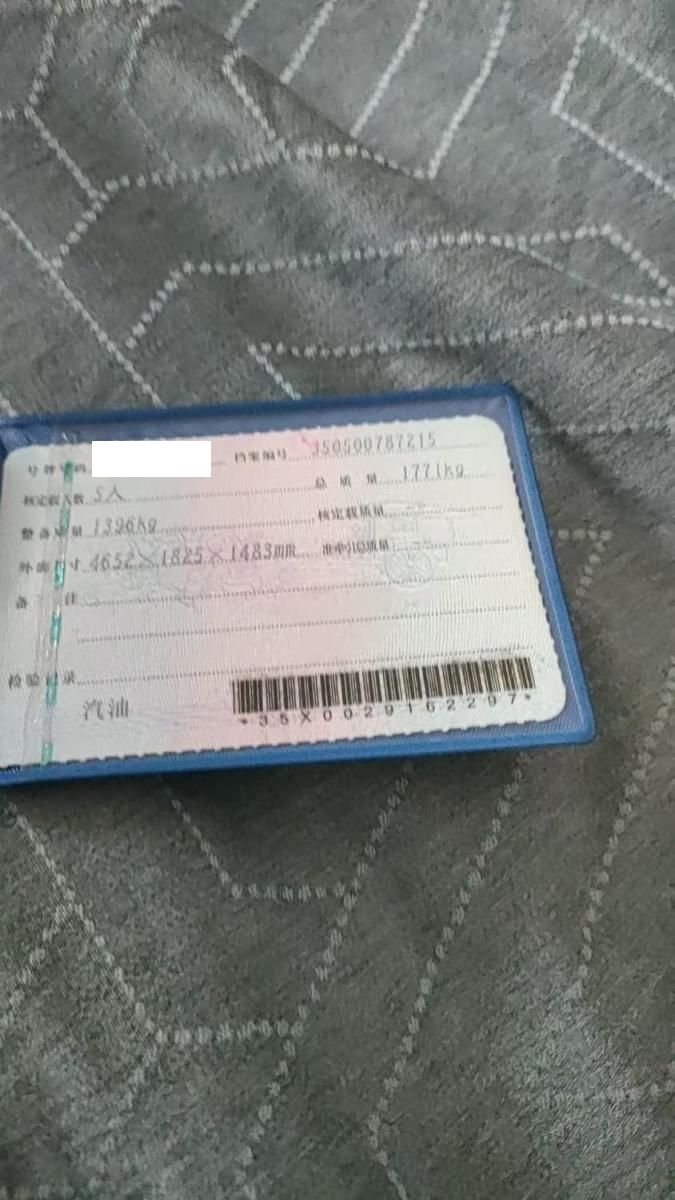 号牌号码 档案编号 350500787215
核定载人数 5人 总质量 1771kg
整备质量 1396kg 核定载质量
外廓尺寸 4652×1825×1483mm 准牵引总质量
备注
检验记录
汽油
*35X0029162297*